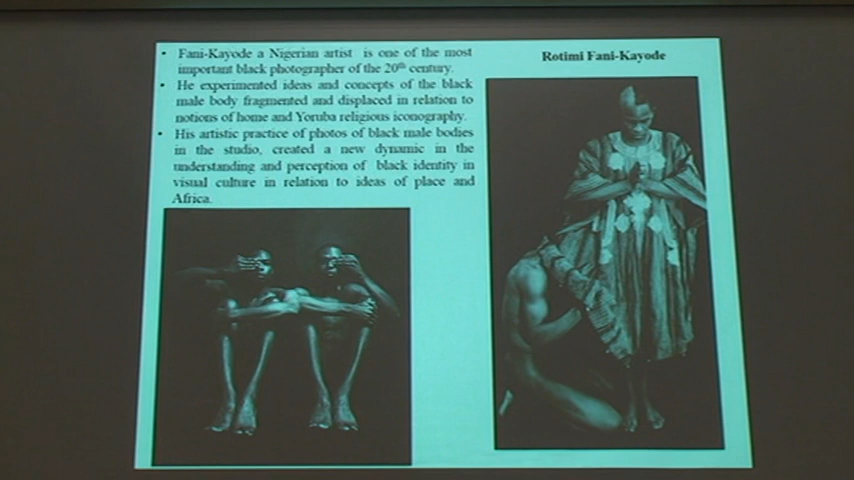 • Fani-Kayode a Nigerian artist is one of the most
important black photographer of the 20th century.
• He experimented ideas and concepts of the black
male body fragmented and displaced in relation to
notions of home and Yoruba religious iconography.
• His artistic practice of photos of black male bodies
in the studio, created a new dynamic in the
understanding and perception of black identity in
visual culture in relation to ideas of place and
Africa.
Rotimi Fani-Kayode